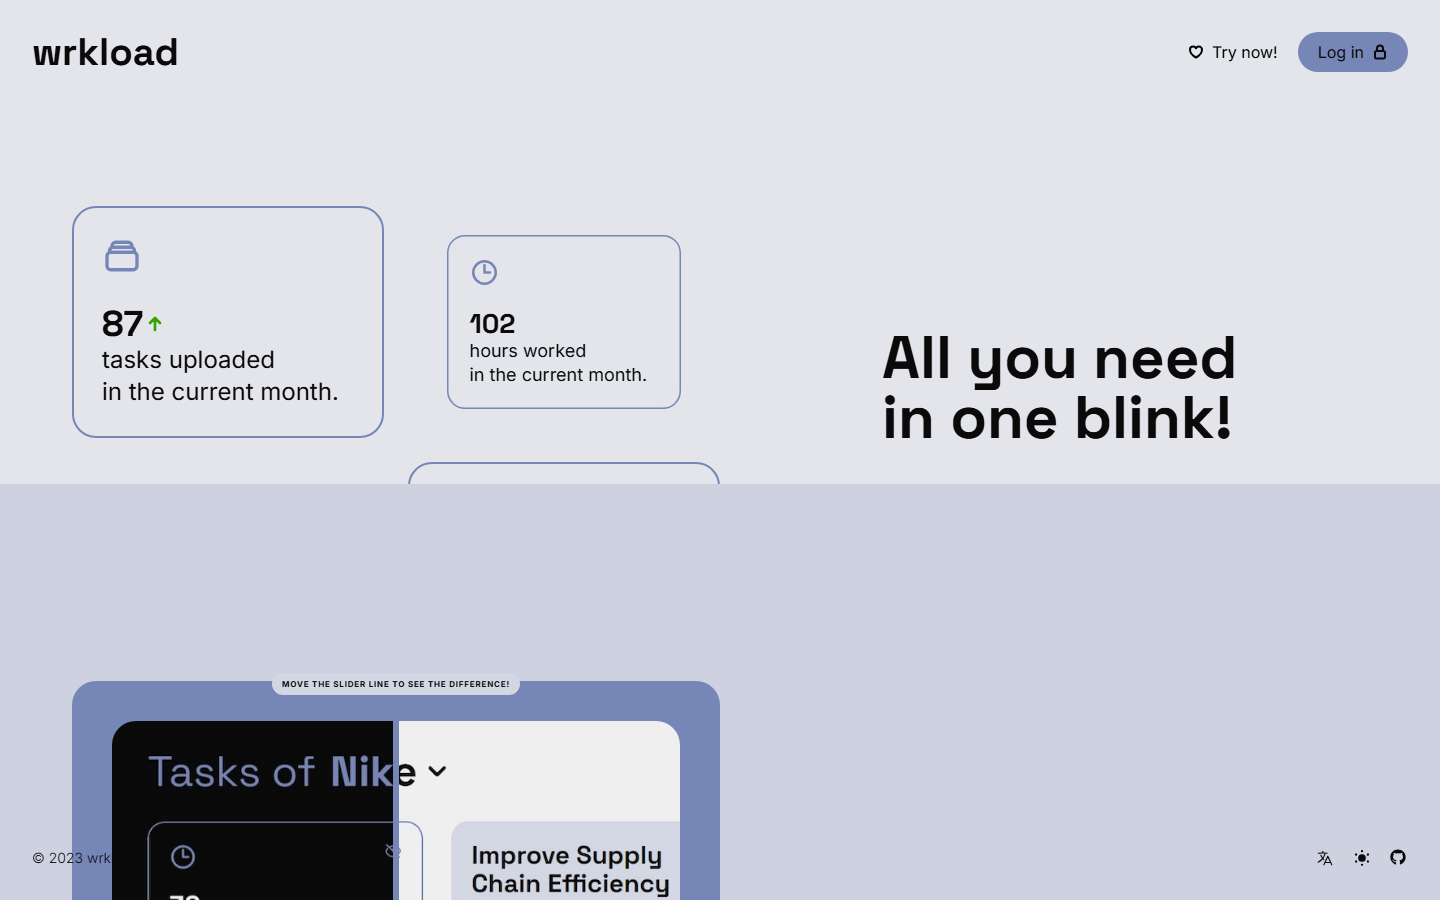 wrkload
Try now!
Log in
87
tasks uploaded
in the current month.
102
hours worked
in the current month.
All you need
in one blink!
MOVE THE SLIDER LINE TO SEE THE DIFFERENCE!
Tasks of Nike
Improve Supply
Chain Efficiency
© 2023